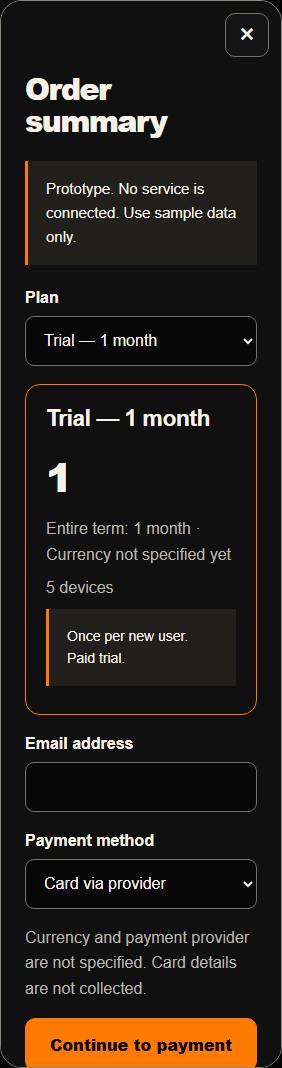 ×
Order
summary
Prototype. No service is
connected. Use sample data
only.
Plan
Trial — 1 month
Trial — 1 month
1
Entire term: 1 month ·
Currency not specified yet
5 devices
Once per new user.
Paid trial.
Email address
Payment method
Card via provider
Currency and payment provider
are not specified. Card details
are not collected.
Continue to payment